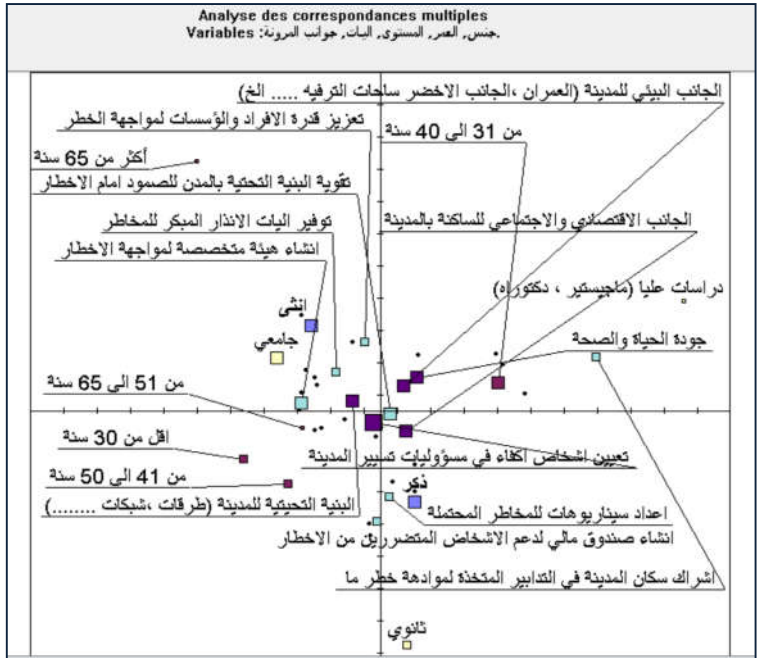 Analyse des correspondances multiples
Variables :جنس, العمر, المستوى, اليات, جوانب المرونة.
الجانب البيئي للمدينة (العمران ،الجانب الاخضر ساحات الترفيه ..... الخ)
تعزيز قدرة الافراد والؤسسات لمواجهة الخطر
من 31 الى 40 سنة
أكثر من 65 سنة
تقوية البنية التحتية بالمدن للصمود امام الاخطار
توفير اليات الانذار المبكر للمخاطر
الجانب الاقتصادي والاجتماعي للساكنة بالمدينة
انشاء هيئة متخصصة لمواجهة الاخطار
دراسات عليا (ماجيستير ، دكتوراه)
انثى
جامعي
جودة الحياة والصحة
من 51 الى 65 سنة
اقل من 30 سنة
تعيين اشخاص اكفاء في مسؤوليات تسيير المدينة
من 41 الى 50 سنة
ذكر
البنية التحيتية للمدينة (طرقات ،شبكات ........)
اعداد سيناريوهات للمخاطر المحتملة
انشاء صندوق مالي لدعم الاشخاص المتضررين من الاخطار
اشراك سكان المدينة في التدابير المتخذة لموادهة خطر ما
ثانوي